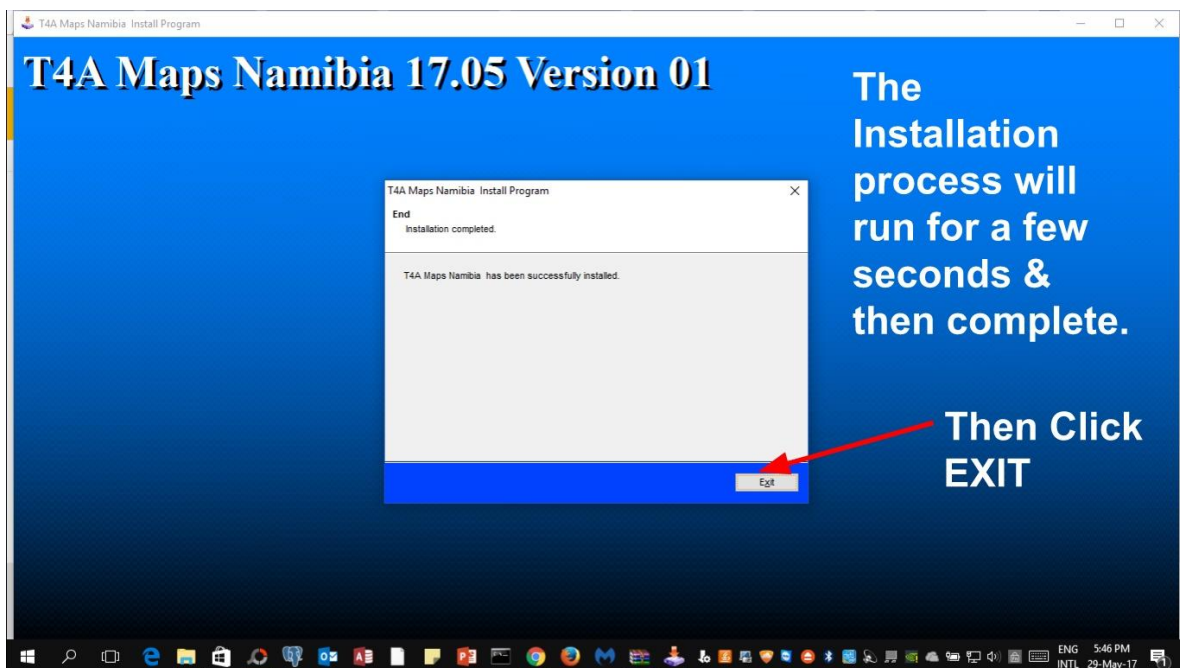 T4A Maps Namibia Install Program
T4A Maps Namibia 17.05 Version 01
The
Installation
process will
run for a few
seconds &
then complete.
T4A Maps Namibia Install Program
End
Installation completed.
T4A Maps Namibia has been successfully installed.
Then Click
EXIT
Exit
ENG 5:46 PM
INTL 29-May-17